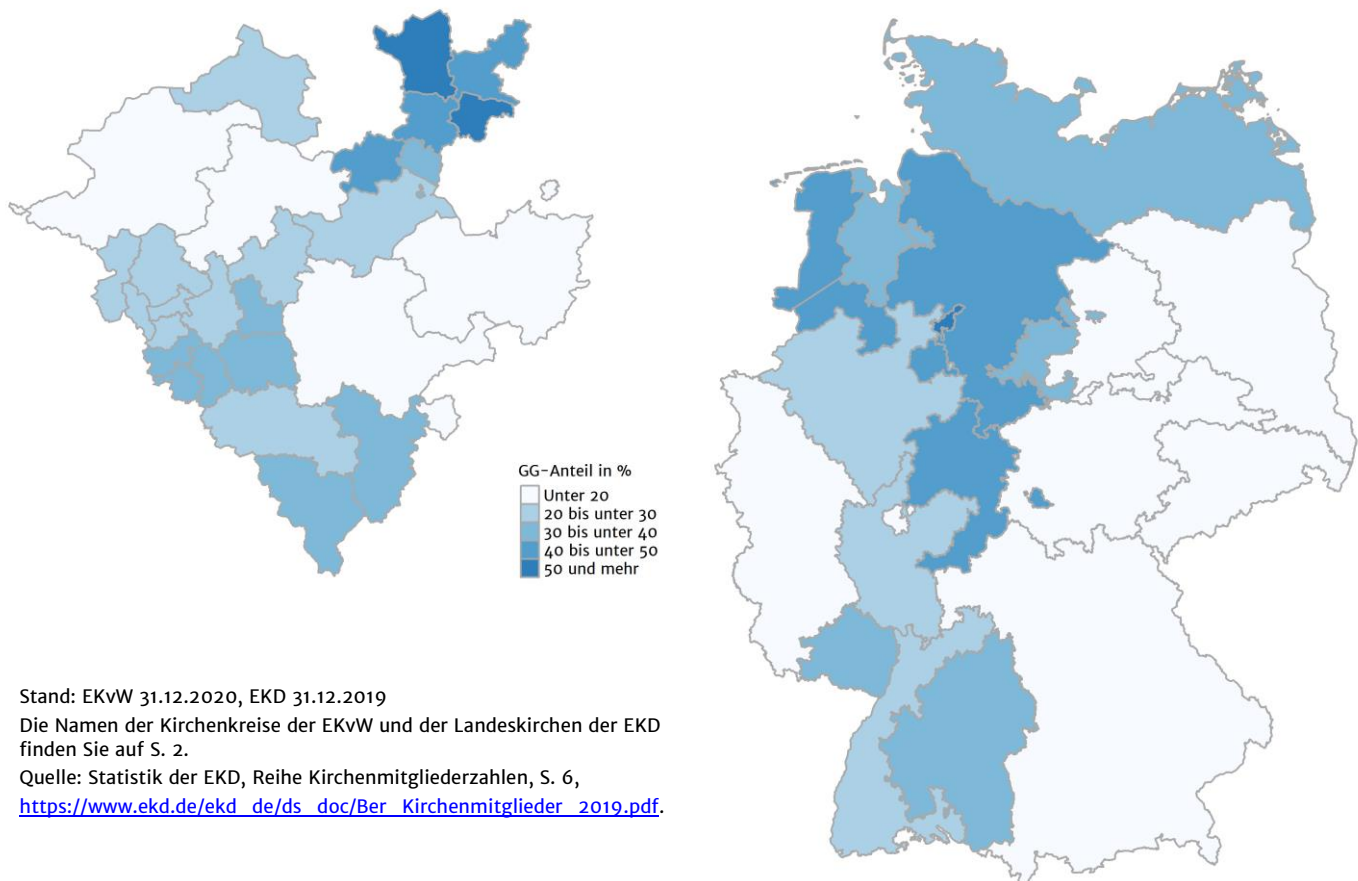 GG-Anteil in %
Unter 20
20 bis unter 30
30 bis unter 40
40 bis unter 50
50 und mehr
Stand: EKvW 31.12.2020, EKD 31.12.2019
Die Namen der Kirchenkreise der EKvW und der Landeskirchen der EKD
finden Sie auf S. 2.
Quelle: Statistik der EKD, Reihe Kirchenmitgliederzahlen, S. 6,
https://www.ekd.de/ekd_de/ds_doc/Ber_Kirchenmitglieder_2019.pdf.